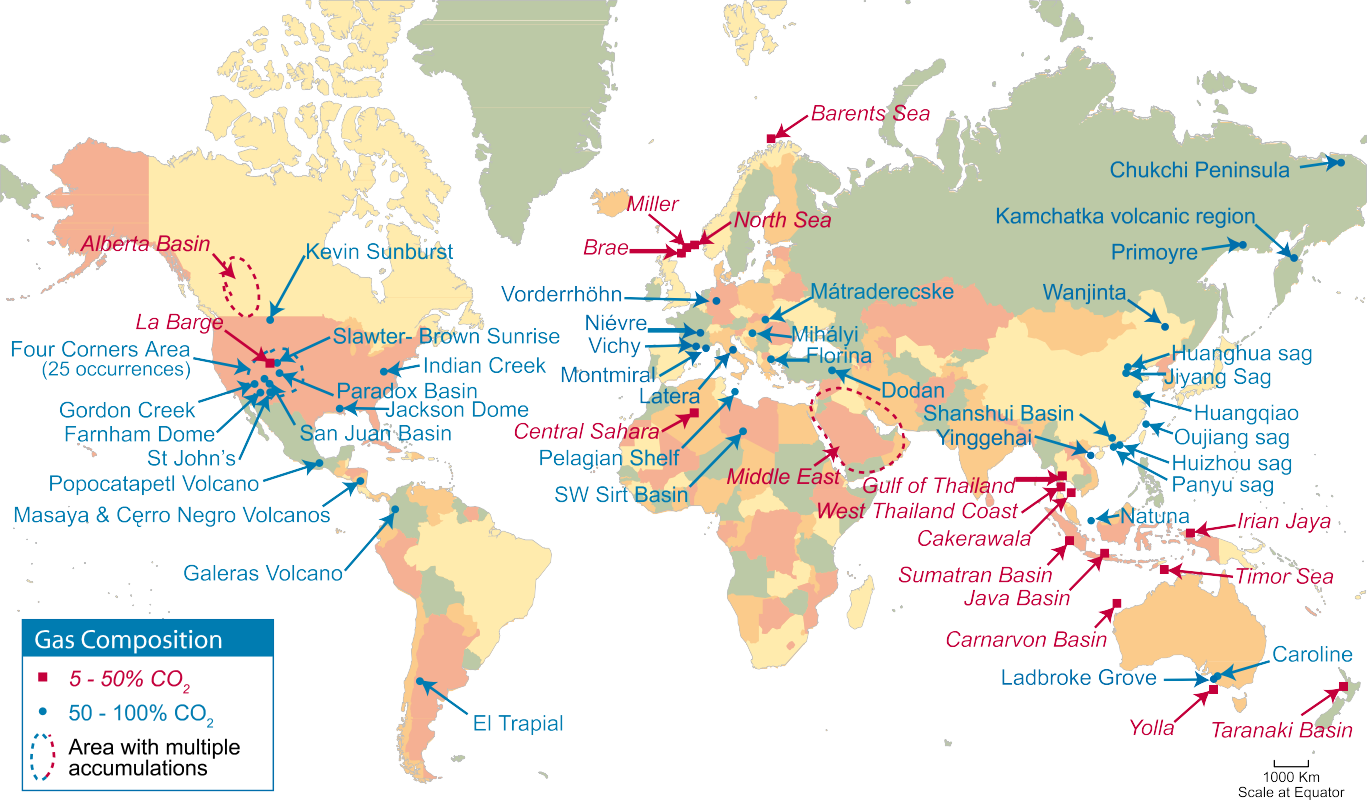 Barents Sea
Chukchi Peninsula
Miller
North Sea
Kamchatka volcanic region
Alberta Basin
Brae
Primoyre
Kevin Sunburst
Vorderrhöhn
Mátraderecske
Wanjinta
La Barge
Niévre
Slawter- Brown Sunrise
Mihályi
Four Corners Area
(25 occurrences)
Vichy
Florina
Huanghua sag
Indian Creek
Montmiral
Jiyang Sag
Paradox Basin
Latera
Dodan
Gordon Creek
Jackson Dome
Shanshui Basin
Huangqiao
Farnham Dome
San Juan Basin
Central Sahara
Yinggehai
Oujiang sag
St John's
Pelagian Shelf
Huizhou sag
Popocatapetl Volcano
Middle East
Gulf of Thailand
Panyu sag
SW Sirt Basin
West Thailand Coast
Masaya & Cęrro Negro Volcanos
Natuna
Irian Jaya
Cakerawala
Galeras Volcano
Sumatran Basin
Timor Sea
Java Basin
Carnarvon Basin
Caroline
Ladbroke Grove
El Trapial
Yolla
Taranaki Basin
Gas Composition
5 - 50% CO2
50 - 100% CO2
Area with multiple
accumulations
1000 Km
Scale at Equator